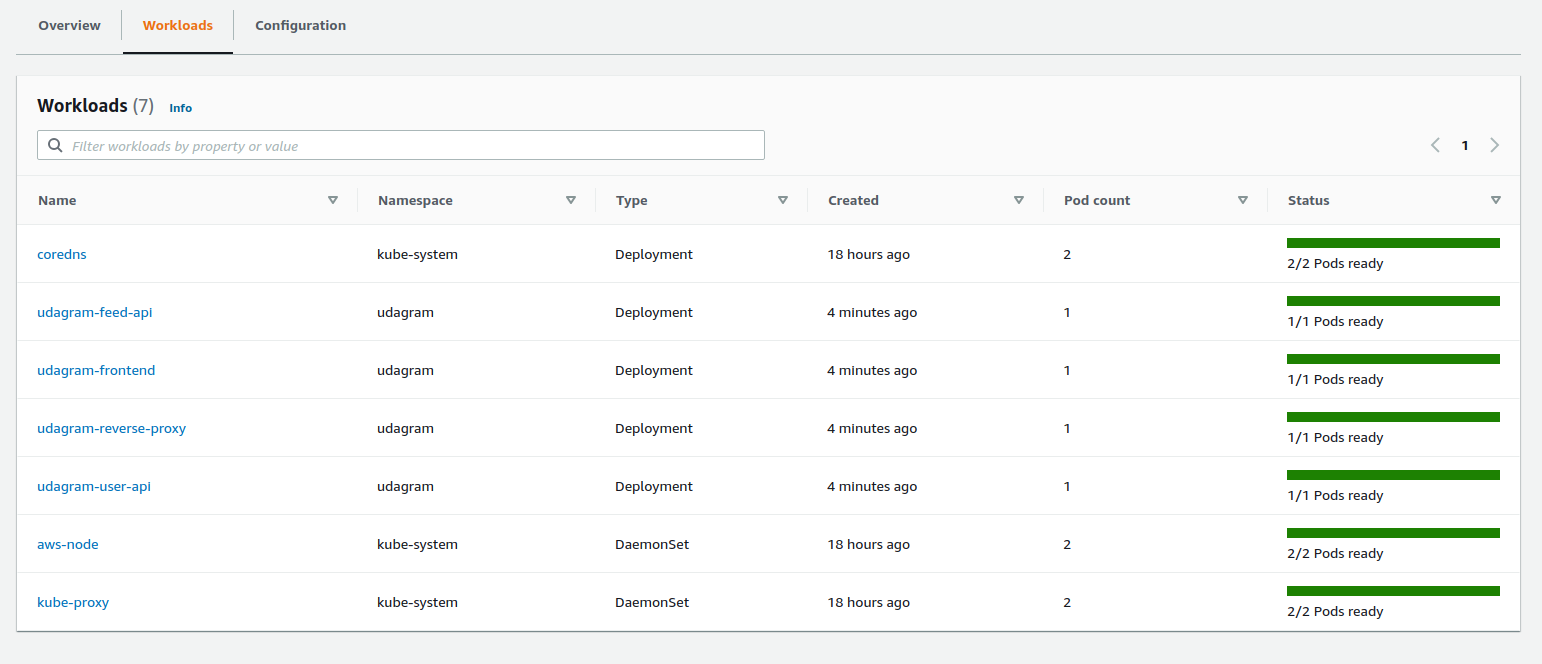 Overview Workloads Configuration
Workloads (7) Info
Filter workloads by property or value 1
Name Namespace Type Created Pod count Status
coredns kube-system Deployment 18 hours ago 2 2/2 Pods ready
udagram-feed-api udagram Deployment 4 minutes ago 1 1/1 Pods ready
udagram-frontend udagram Deployment 4 minutes ago 1 1/1 Pods ready
udagram-reverse-proxy udagram Deployment 4 minutes ago 1 1/1 Pods ready
udagram-user-api udagram Deployment 4 minutes ago 1 1/1 Pods ready
aws-node kube-system DaemonSet 18 hours ago 2 2/2 Pods ready
kube-proxy kube-system DaemonSet 18 hours ago 2 2/2 Pods ready